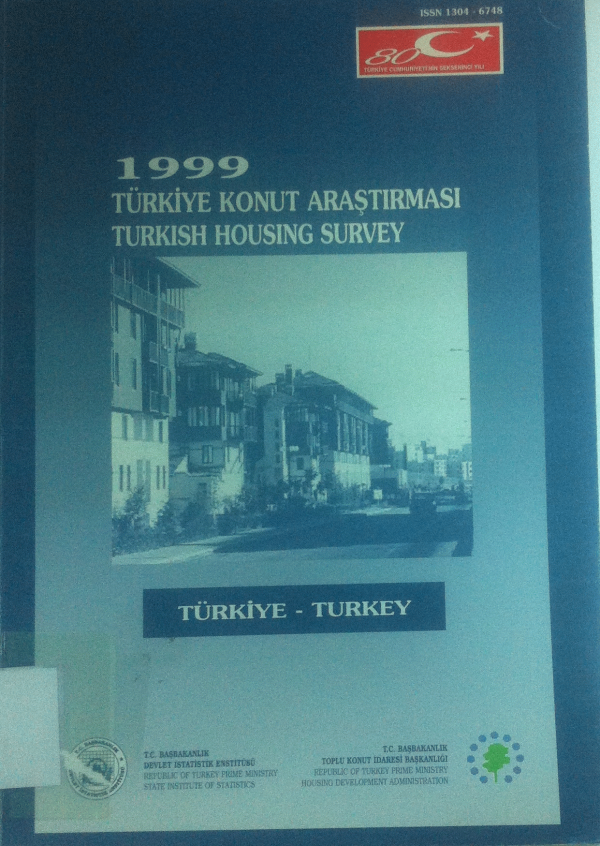 ISSN 1304 - 6748
80
TÜRKİYE CUMHURİYETİ'NİN SEKSENİNCİ YILI
1999
TÜRKİYE KONUT ARAŞTIRMASI
TURKISH HOUSING SURVEY
TÜRKİYE - TURKEY
T.C. BAŞBAKANLIK
DEVLET İSTATİSTİK ENSTİTÜSÜ
REPUBLIC OF TURKEY PRIME MINISTRY
STATE INSTITUTE OF STATISTICS
T.C. BAŞBAKANLIK
TOPLU KONUT İDARESİ BAŞKANLIĞI
REPUBLIC OF TURKEY PRIME MINISTRY
HOUSING DEVELOPMENT ADMINISTRATION
T.C. BAŞBAKANLIK